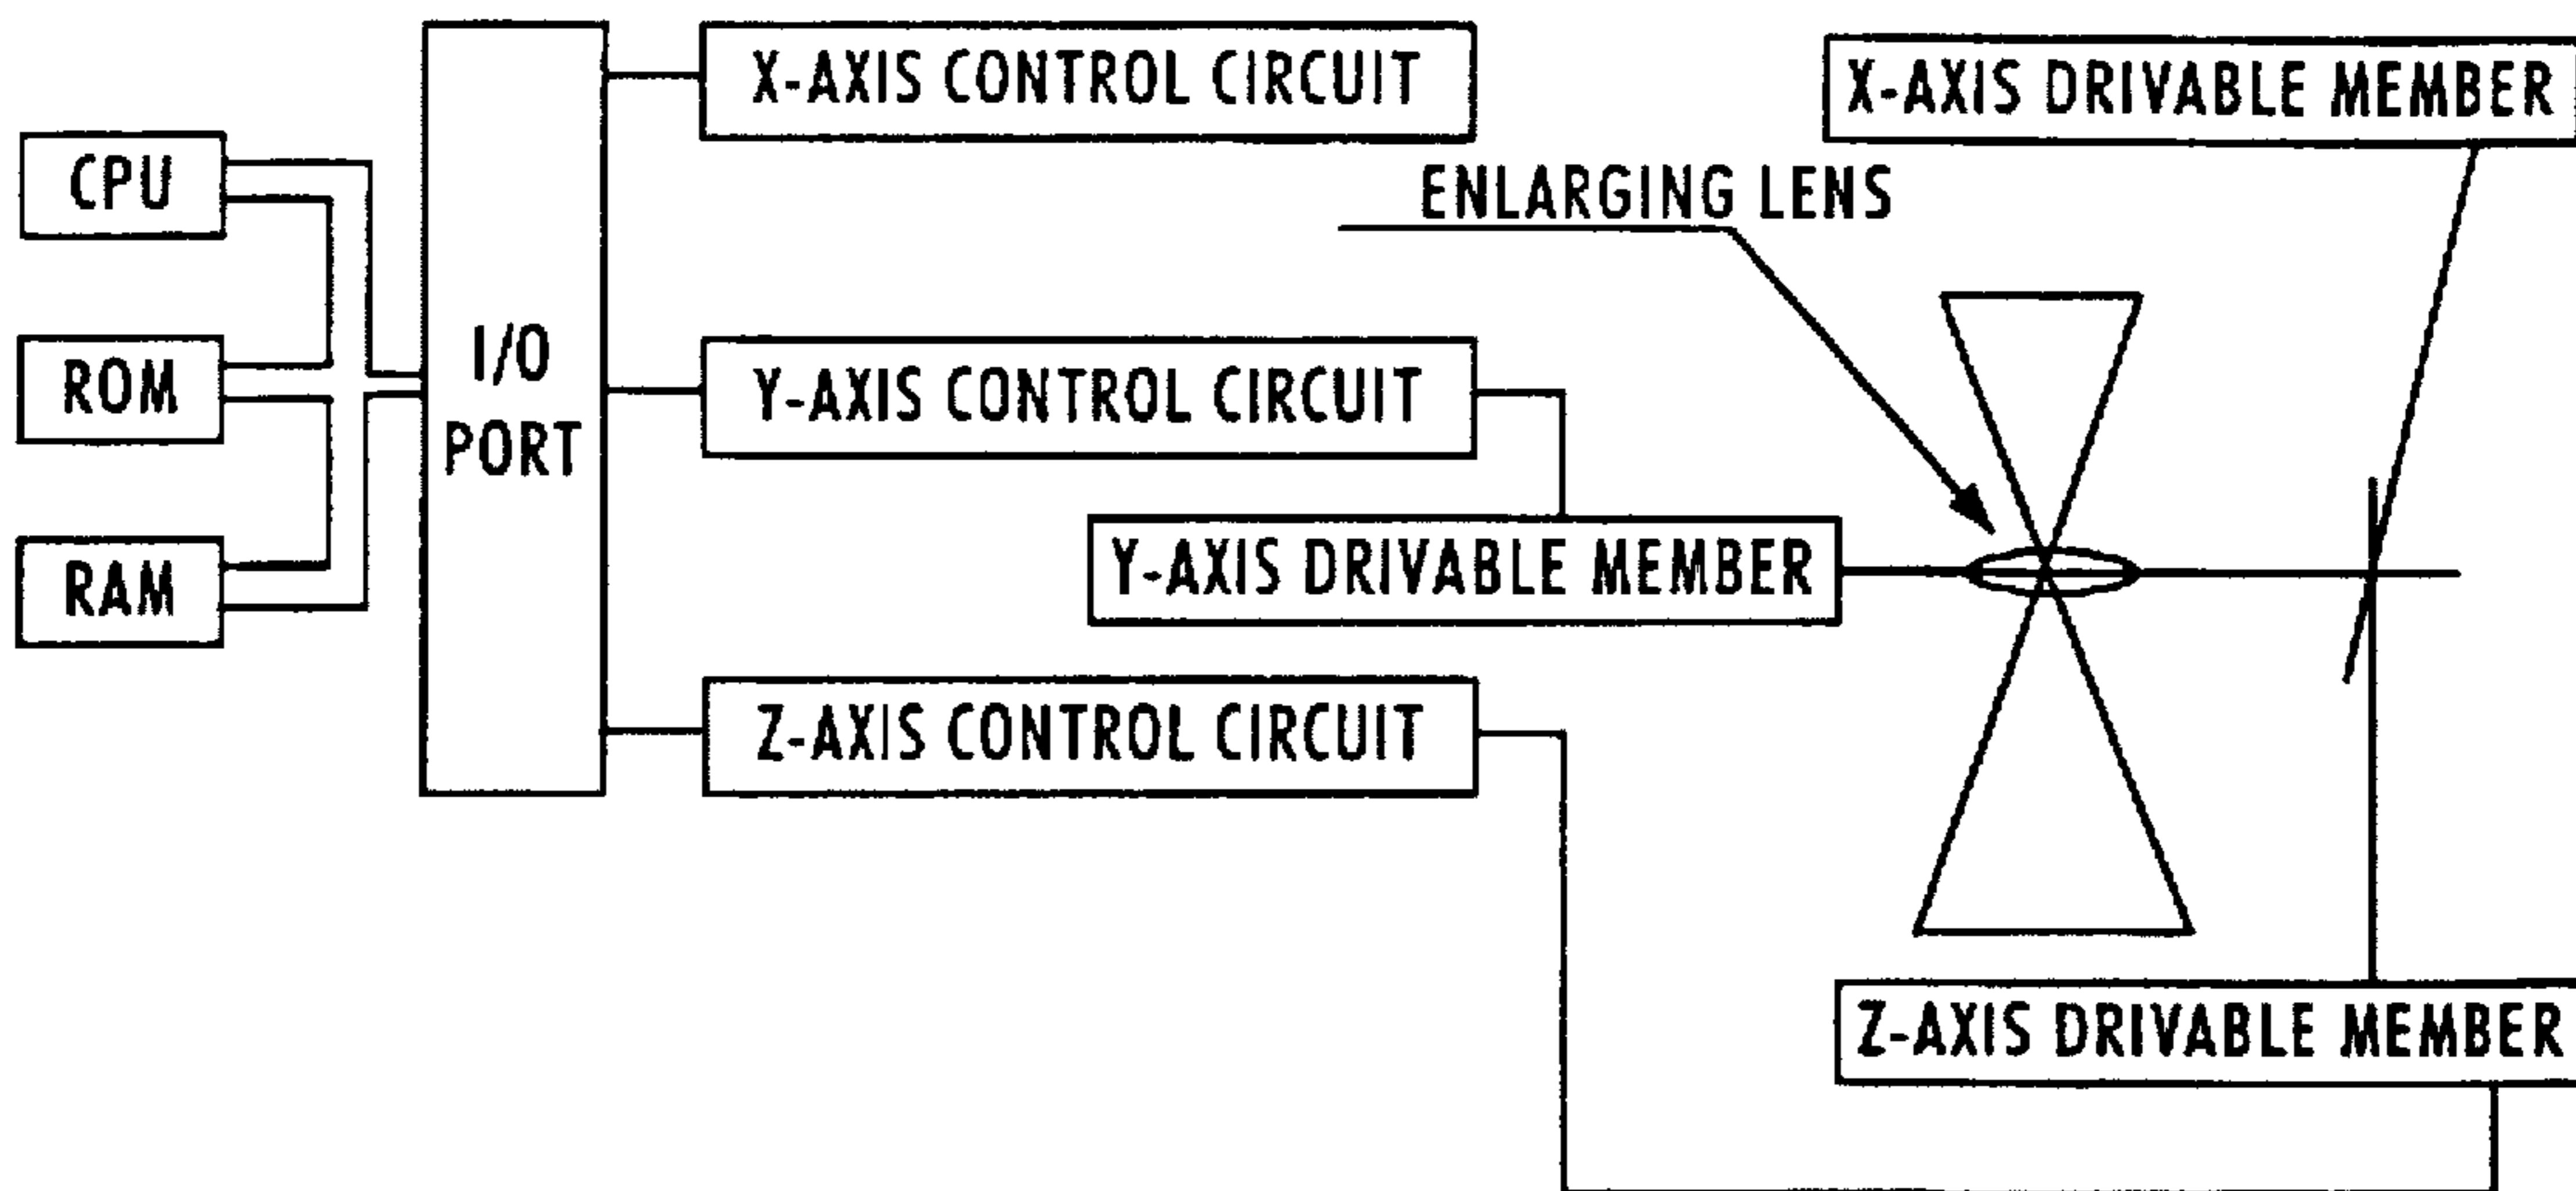 X-AXIS CONTROL CIRCUIT
X-AXIS DRIVABLE MEMBER
CPU
ENLARGING LENS
I/O
PORT
ROM
Y-AXIS CONTROL CIRCUIT
Y-AXIS DRIVABLE MEMBER
RAM
Z-AXIS CONTROL CIRCUIT
Z-AXIS DRIVABLE MEMBER